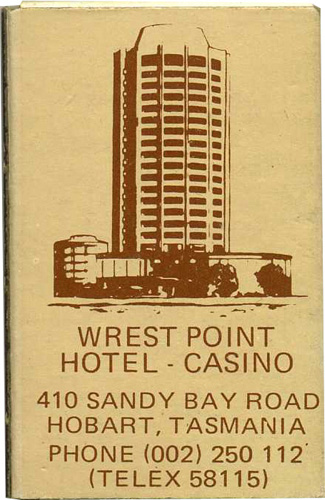 WREST POINT
HOTEL - CASINO
410 SANDY BAY ROAD
HOBART, TASMANIA
PHONE (002) 250 112
(TELEX 58115)